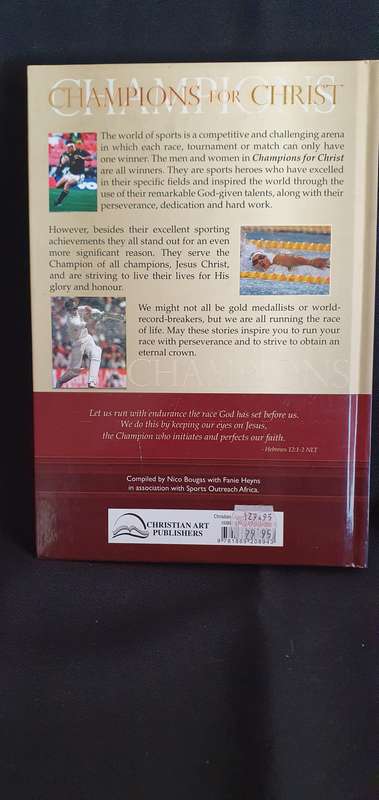 CHAMPIONS
CHAMPIONS FOR CHRIST
The world of sports is a competitive and challenging arena
in which each race, tournament or match can only have
one winner. The men and women in Champions for Christ
are all winners. They are sports heroes who have excelled
in their specific fields and inspired the world through the
use of their remarkable God-given talents, along with their
perseverance, dedication and hard work.
However, besides their excellent sporting
achievements they all stand out for an even
more significant reason. They serve the
Champion of all champions, Jesus Christ,
and are striving to live their lives for His
glory and honour.
We might not all be gold medallists or world-
record-breakers, but we are all running the race
of life. May these stories inspire you to run your
race with perseverance and to strive to obtain an
eternal crown.
CHAMPIONS
Let us run with endurance the race God has set before us.
We do this by keeping our eyes on Jesus,
the Champion who initiates and perfects our faith.
- Hebrews 12:1-2 NLT
Compiled by Nico Bougas with Fanie Heyns
in association with Sports Outreach Africa.
CHRISTIAN ART
PUBLISHERS
Christian
129.95
29.95